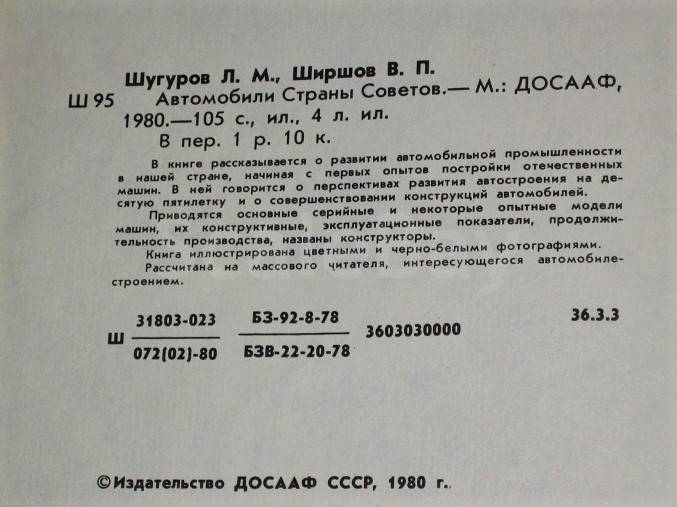 Шугуров Л. М., Ширшов В. П.
Ш 95 Автомобили Страны Советов.— М.: ДОСААФ,
1980.—105 с., ил., 4 л. ил.
В пер. 1 р. 10 к.
В книге рассказывается о развитии автомобильной промышленности
в нашей стране, начиная с первых опытов постройки отечественных
машин. В ней говорится о перспективах развития автостроения на де-
сятую пятилетку и о совершенствовании конструкций автомобилей.
Приводятся основные серийные и некоторые опытные модели
машин, их конструктивные, эксплуатационные показатели, продолжи-
тельность производства, названы конструкторы.
Книга иллюстрирована цветными и черно-белыми фотографиями.
Рассчитана на массового читателя, интересующегося автомобиле-
строением.
Ш 31803-023 БЗ-92-8-78 3603030000 36.3.3
072(02)-80 БЗВ-22-20-78
©Издательство ДОСААФ СССР, 1980 г.